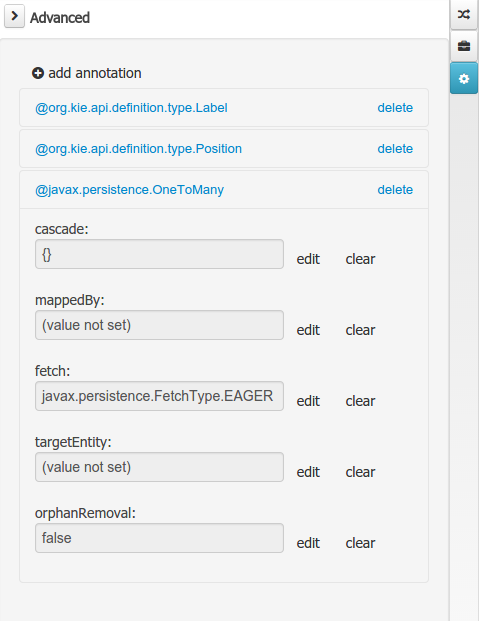 Advanced
add annotation
@org.kie.api.definition.type.Label delete
@org.kie.api.definition.type.Position delete
@javax.persistence.OneToMany delete
cascade:
{} edit clear
mappedBy:
(value not set) edit clear
fetch:
javax.persistence.FetchType.EAGER edit clear
targetEntity:
(value not set) edit clear
orphanRemoval:
false edit clear